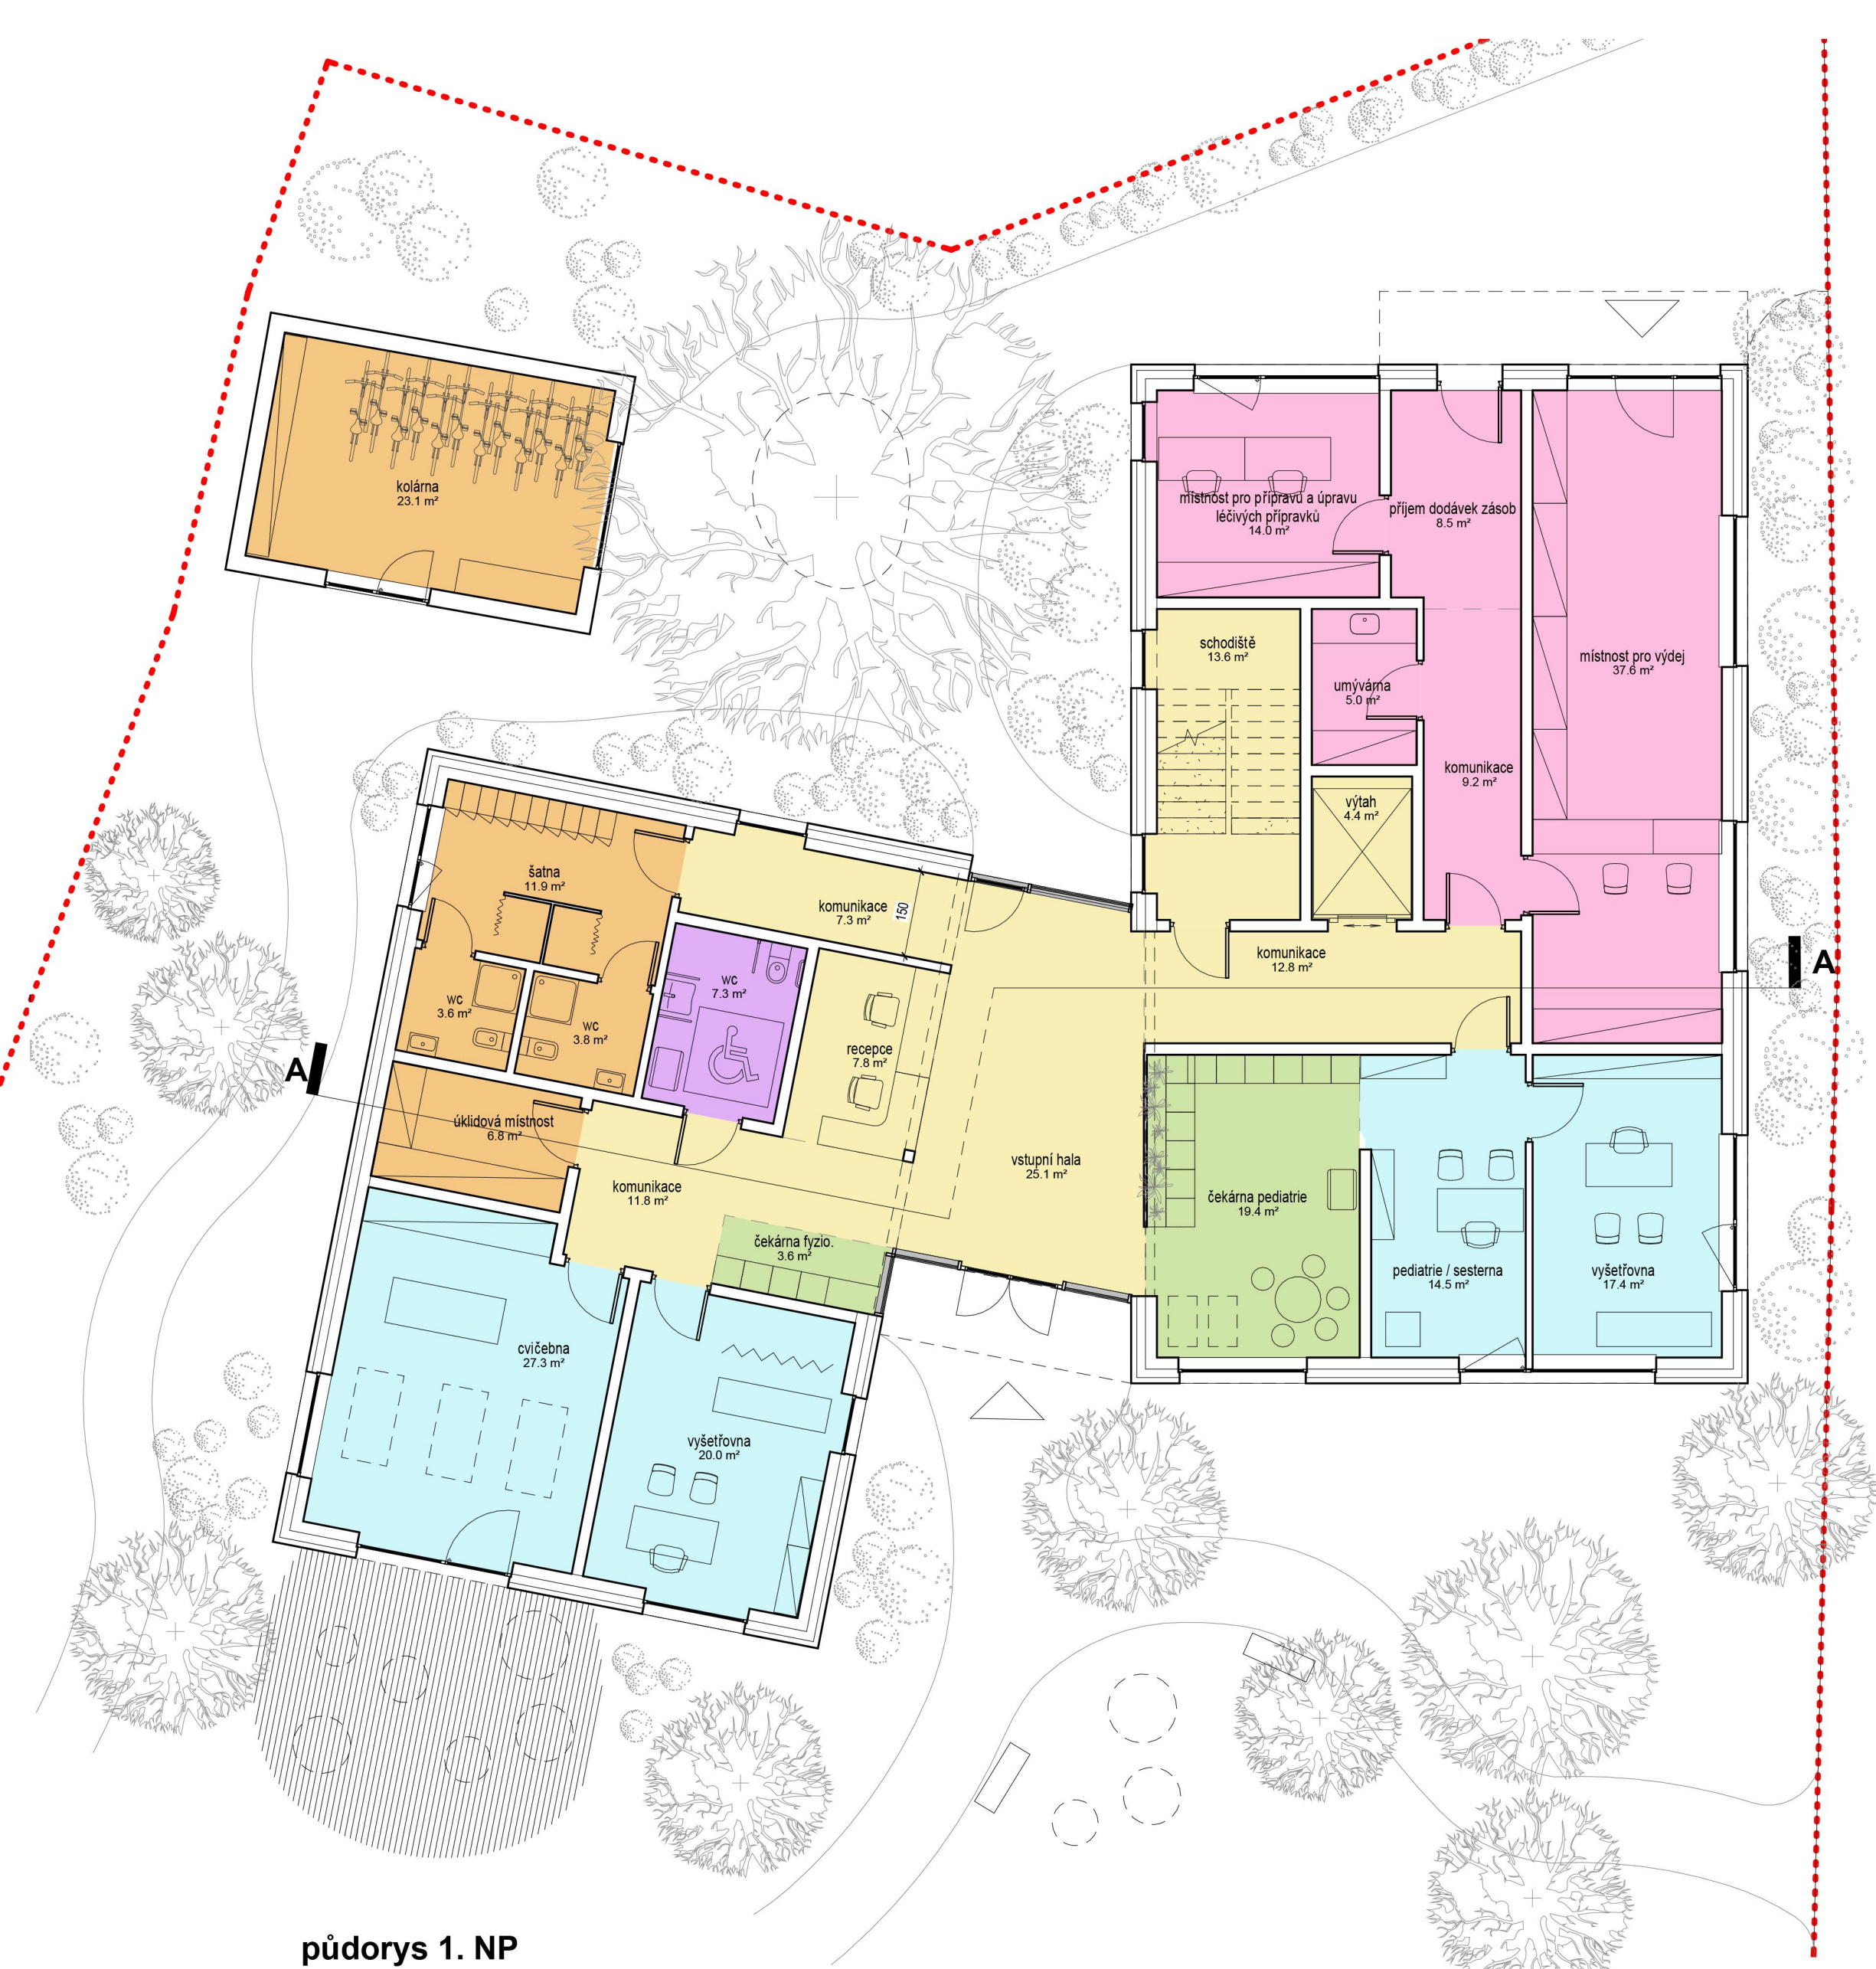 kolárna
23.1 m²
místnost pro přípravu a úpravu
léčivých přípravků
14.0 m²
příjem dodávek zásob
8.5 m²
schodiště
13.6 m²
umývárna
5.0 m²
místnost pro výdej
37.6 m²
komunikace
9.2 m²
výtah
4.4 m²
šatna
11.9 m²
komunikace
7.3 m²
150
komunikace
12.8 m²
A
wc
7.3 m²
wc
3.6 m²
wc
3.8 m²
recepce
7.8 m²
A
úklidová místnost
6.8 m²
vstupní hala
25.1 m²
komunikace
11.8 m²
čekárna pediatrie
19.4 m²
čekárna fyzio.
3.6 m²
pediatrie / sesterna
14.5 m²
vyšetřovna
17.4 m²
cvičebna
27.3 m²
vyšetřovna
20.0 m²
půdorys 1. NP